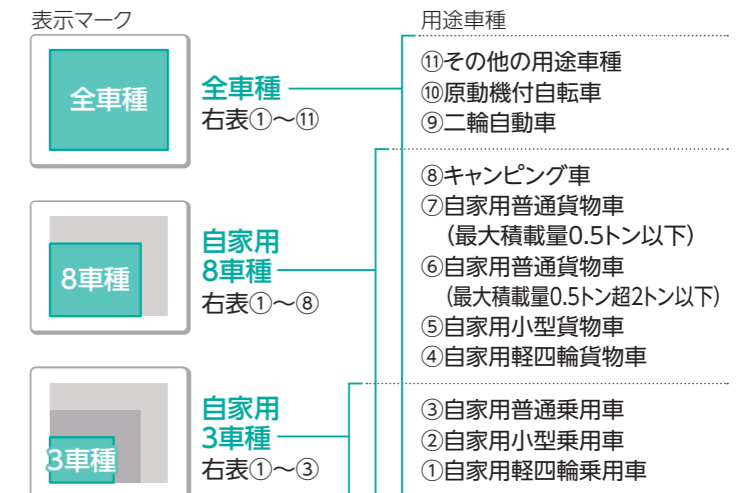 表示マーク
全車種
全車種
右表①〜⑪
8車種
自家用
8車種
右表①〜⑧
3車種
自家用
3車種
右表①〜③
用途車種
⑪その他の用途車種
⑩原動機付自転車
⑨二輪自動車
⑧キャンピング車
⑦自家用普通貨物車
(最大積載量0.5トン以下)
⑥自家用普通貨物車
(最大積載量0.5トン超2トン以下)
⑤自家用小型貨物車
④自家用軽四輪貨物車
③自家用普通乗用車
②自家用小型乗用車
①自家用軽四輪乗用車